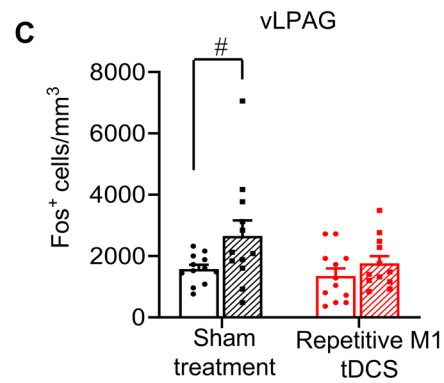 C
vLPAG
#
Fos⁺ cells/mm³
8000
6000
4000
2000
0
Sham
treatment
Repetitive M1
tDCS